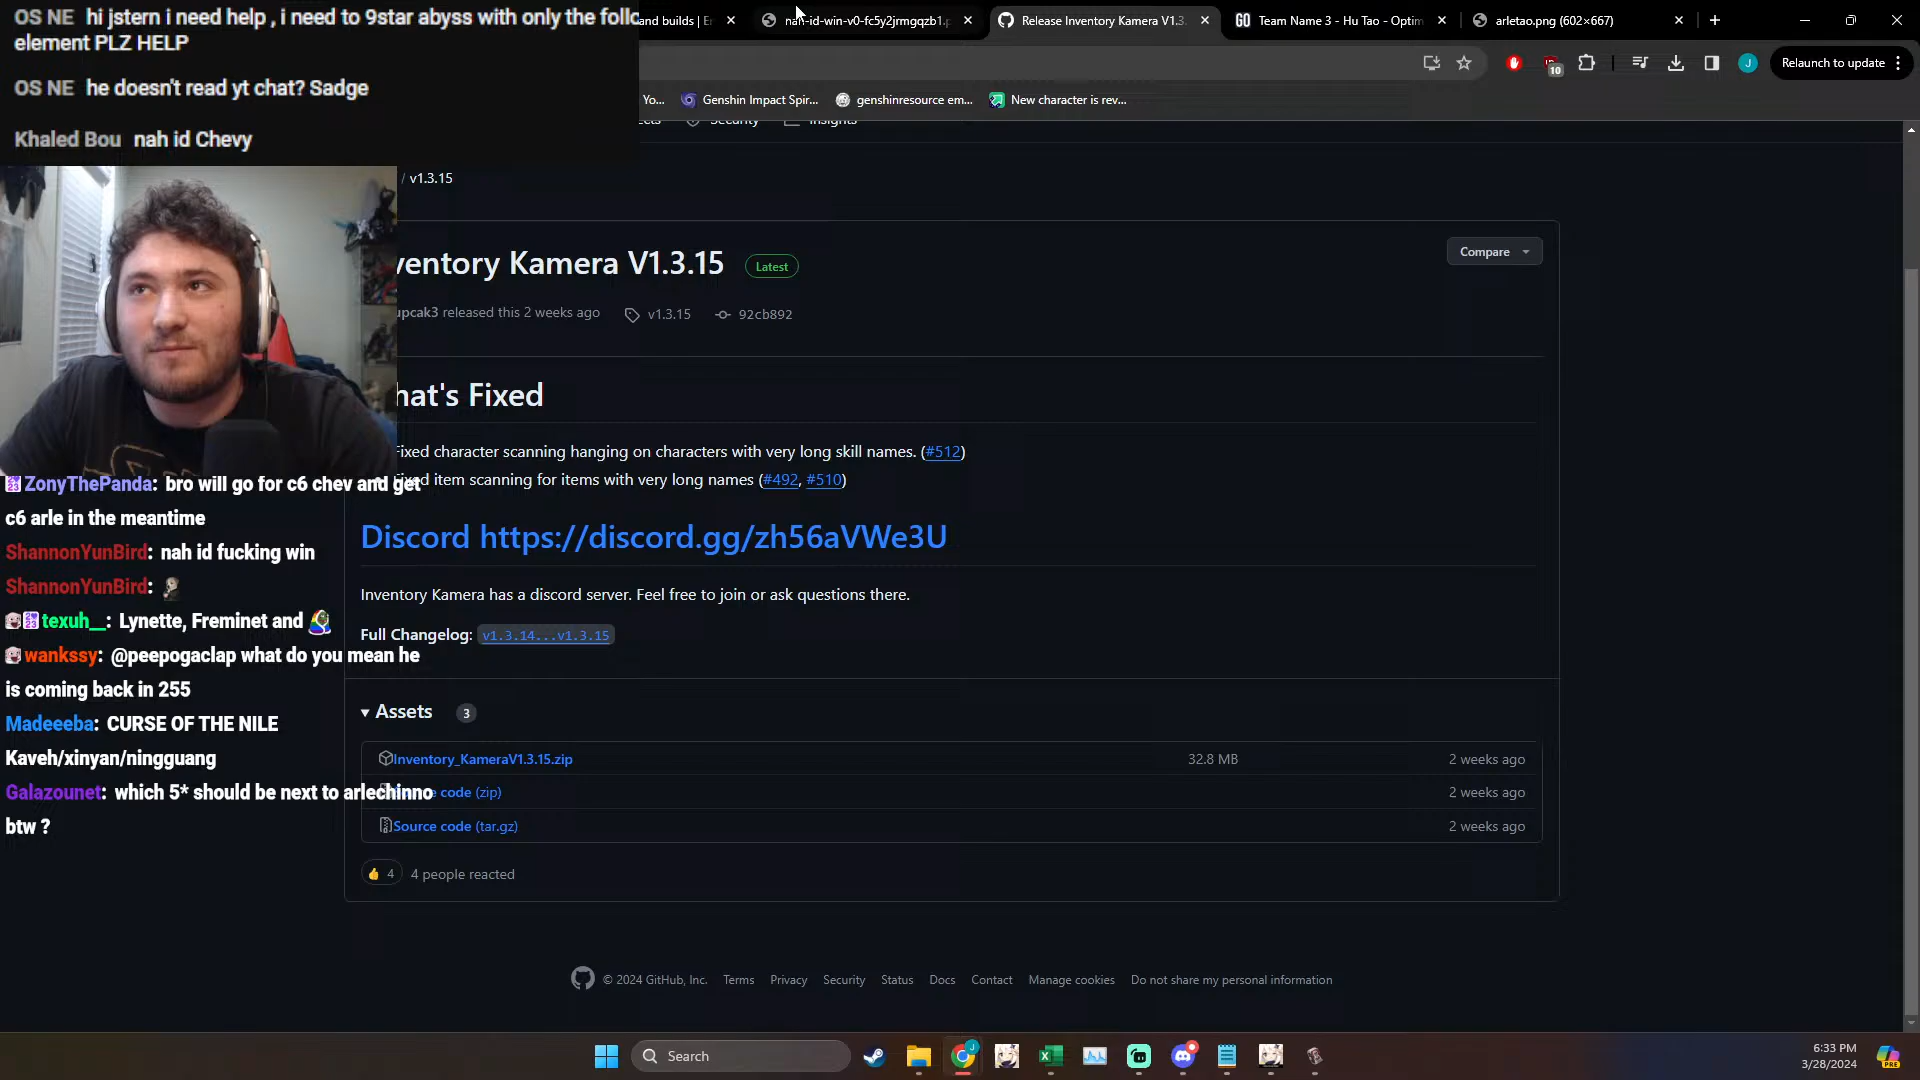 OS NE hi jstern i need help , i need to 9star abyss with only the follo
element PLZ HELP
OS NE he doesn't read yt chat? Sadge
Khaled Bou nah id Chevy
and builds | Er
nah-id-win-v0-fc5y2jrmgqzb1.p
Release Inventory Kamera V1.3.
GO Team Name 3 - Hu Tao - Optim
arletao.png (602×667)
10
J
Relaunch to update
Yo...
Genshin Impact Spir...
genshinresource em...
New character is rev...
Security
Insights
/ v1.3.15
ventory Kamera V1.3.15
Latest
Compare
upcak3 released this 2 weeks ago
v1.3.15
92cb892
hat's Fixed
Fixed character scanning hanging on characters with very long skill names. (#512)
Fixed item scanning for items with very long names (#492, #510)
Discord https://discord.gg/zh56aVWe3U
Inventory Kamera has a discord server. Feel free to join or ask questions there.
Full Changelog: v1.3.14...v1.3.15
Assets 3
Inventory_KameraV1.3.15.zip 32.8 MB 2 weeks ago
code (zip) 2 weeks ago
Source code (tar.gz) 2 weeks ago
4 4 people reacted
ZonyThePanda: bro will go for c6 chev and get
c6 arle in the meantime
ShannonYunBird: nah id fucking win
ShannonYunBird:
texuh__: Lynette, Freminet and
wankssy: @peepogaclap what do you mean he
is coming back in 255
Madeeeba: CURSE OF THE NILE
Kaveh/xinyan/ningguang
Galazounet: which 5* should be next to arlechinno
btw ?
© 2024 GitHub, Inc. Terms Privacy Security Status Docs Contact Manage cookies Do not share my personal information
Search
6:33 PM
3/28/2024
PRE